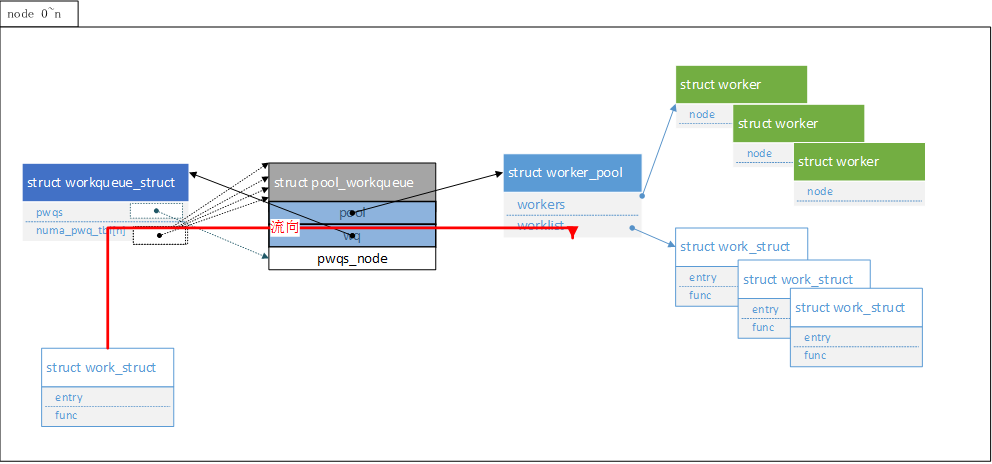 node 0~n
struct workqueue_struct
pwqs
numa_pwq_tbl[n]
struct pool_workqueue
pool
流向
wq
pwqs_node
struct worker_pool
workers
worklist
struct worker
node
struct worker
node
struct worker
node
struct work_struct
entry
func
struct work_struct
entry
func
struct work_struct
entry
func
struct work_struct
entry
func